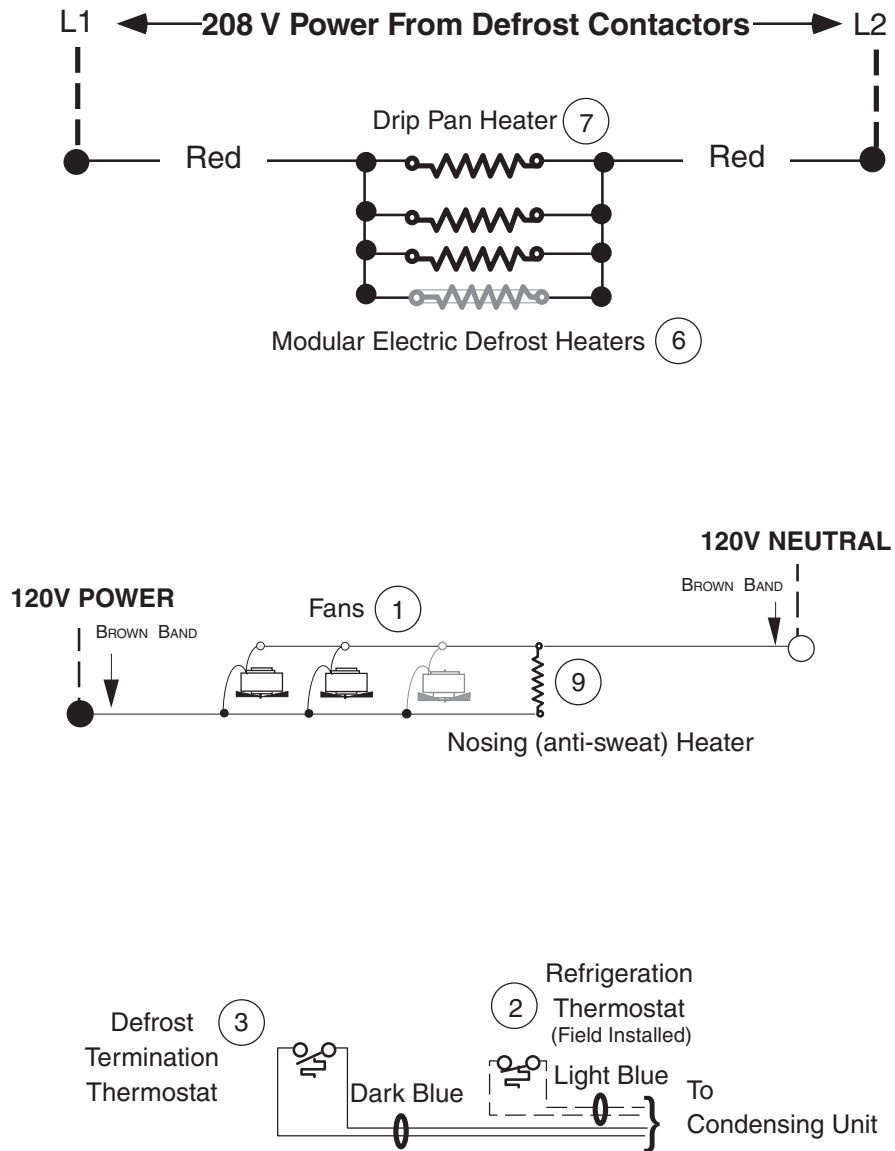 L1 208 V Power From Defrost Contactors L2
Drip Pan Heater 7
Red Red
Modular Electric Defrost Heaters 6
120V NEUTRAL
BROWN BAND
120V POWER
BROWN BAND
Fans 1
9
Nosing (anti-sweat) Heater
Defrost 3
Termination
Thermostat
Dark Blue
Refrigeration
2 Thermostat
(Field Installed)
Light Blue
To
Condensing Unit